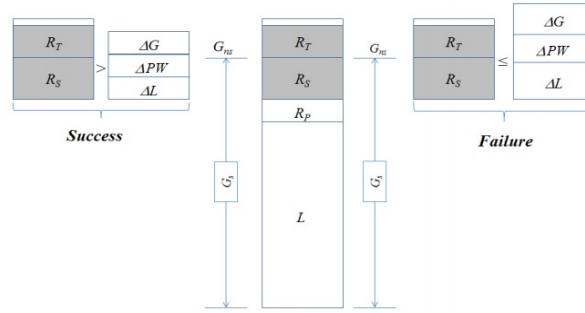 R_T
R_S
>
ΔG
ΔPW
ΔL
Success
G_ns
R_T
R_S
R_P
L
G_s
G_s
G_ns
R_T
R_S
≤
ΔG
ΔPW
ΔL
Failure